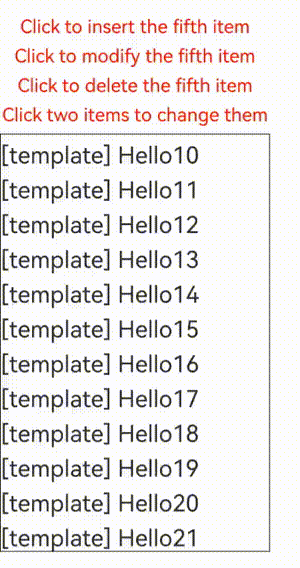 Click to insert the fifth item
Click to modify the fifth item
Click to delete the fifth item
Click two items to change them
[template] Hello10
[template] Hello11
[template] Hello12
[template] Hello13
[template] Hello14
[template] Hello15
[template] Hello16
[template] Hello17
[template] Hello18
[template] Hello19
[template] Hello20
[template] Hello21